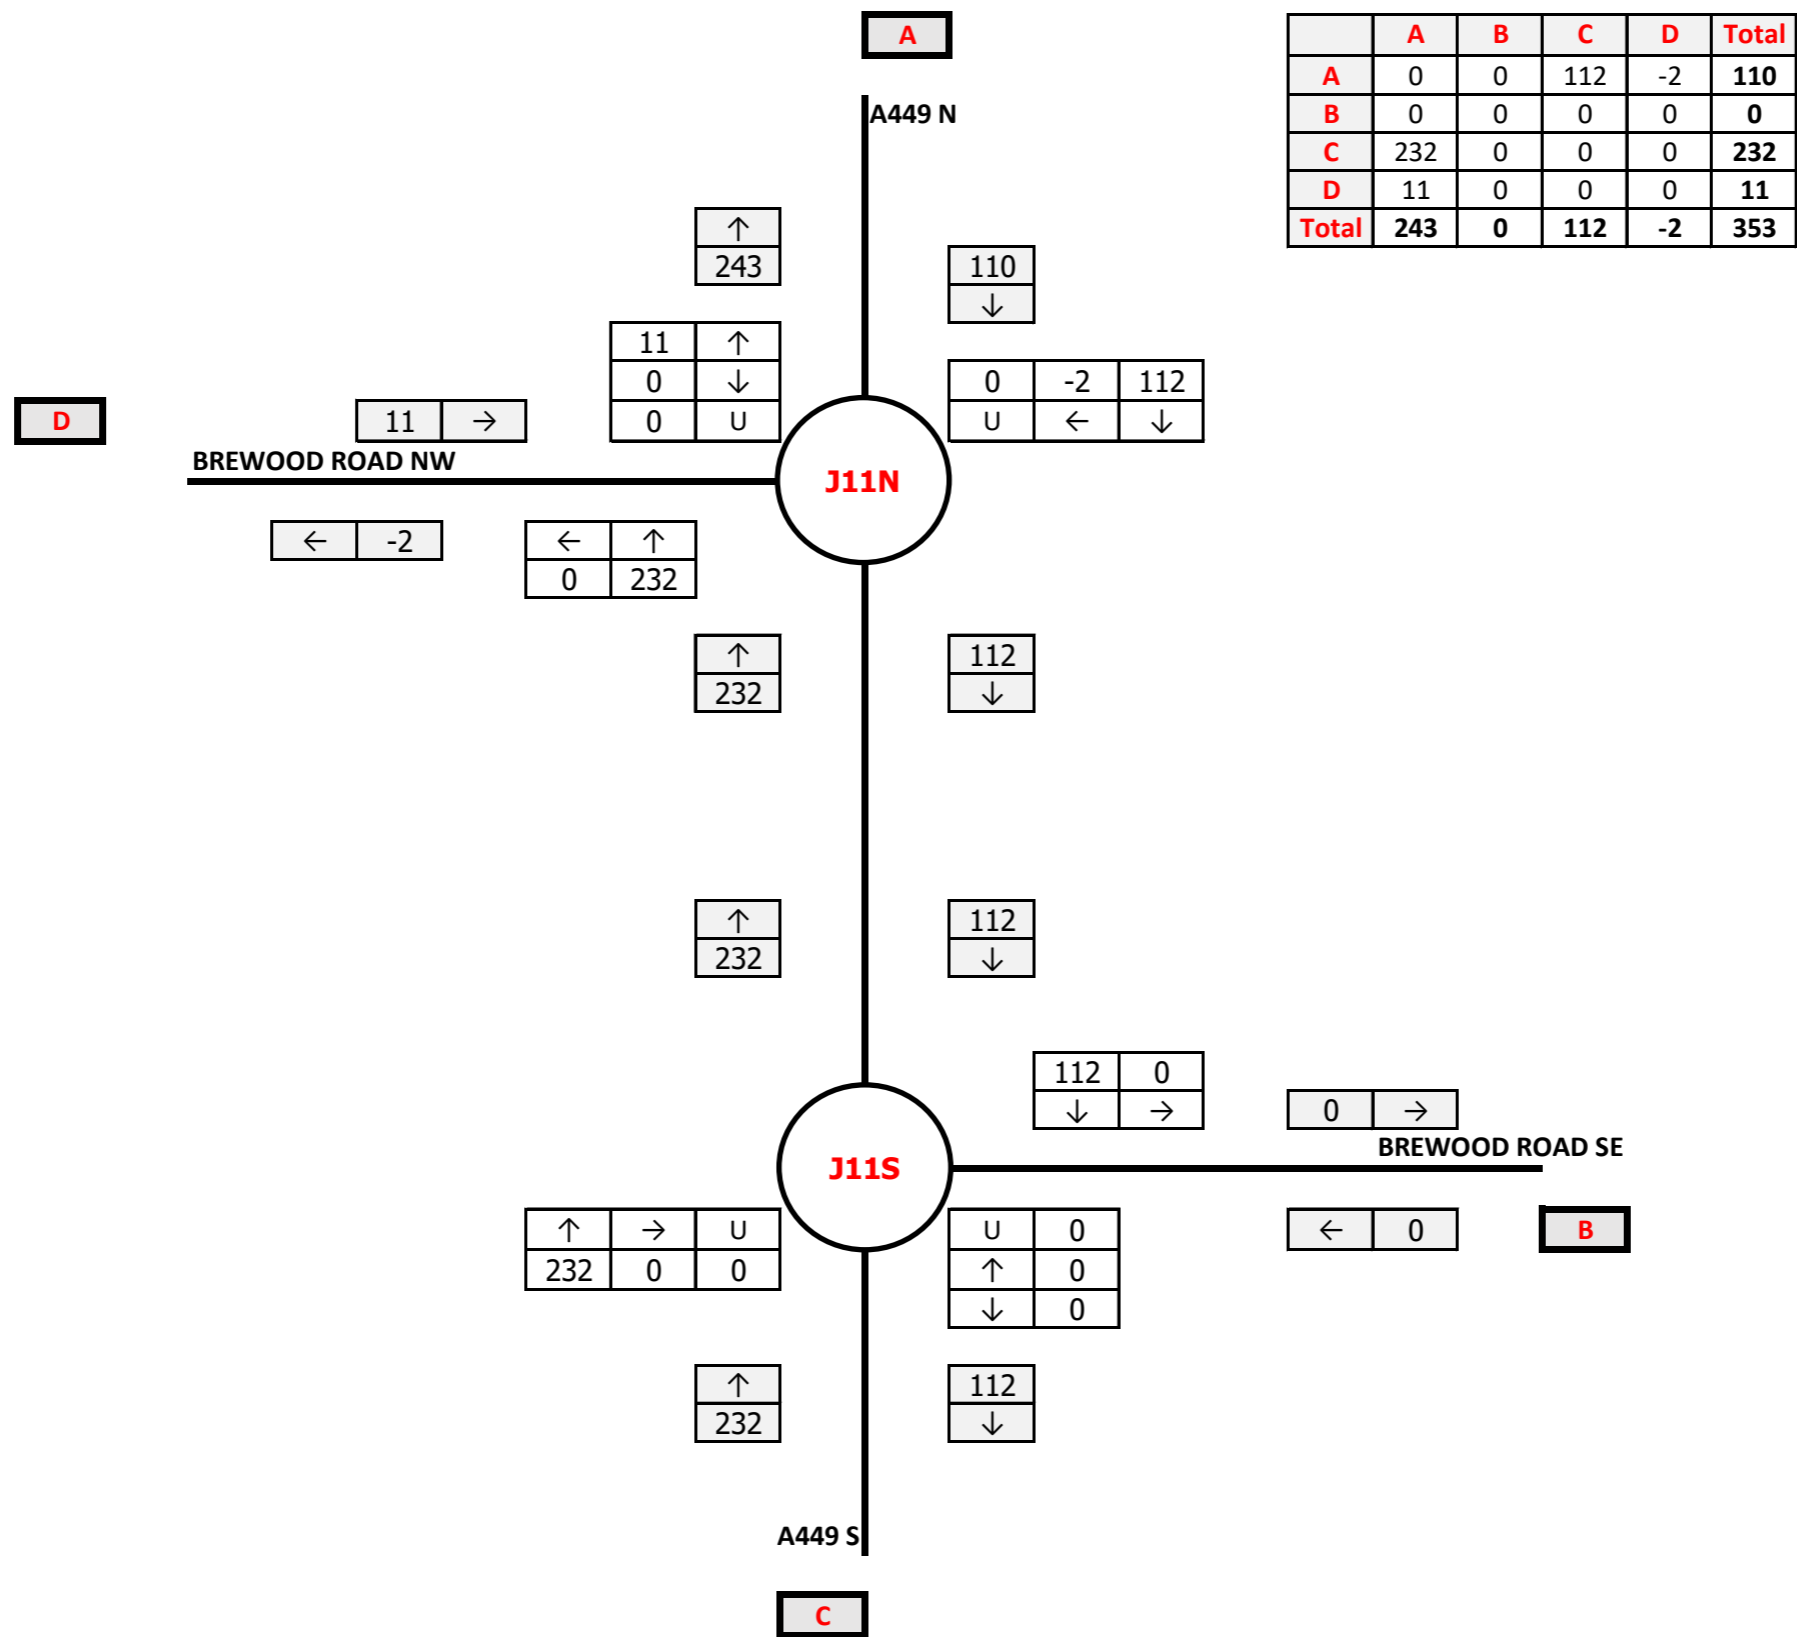 A
A B C D Total
A 0 0 112 -2 110
B 0 0 0 0 0
C 232 0 0 0 232
D 11 0 0 0 11
Total 243 0 112 -2 353
A449 N
↑
243
110
↓
11 ↑
0 ↓
0 U
0 -2 112
U ← ↓
D
11 →
BREWOOD ROAD NW
J11N
← -2
← ↑
0 232
↑
232
112
↓
↑
232
112
↓
112 0
↓ →
0 →
BREWOOD ROAD SE
J11S
↑ → U
232 0 0
U 0
↑ 0
↓ 0
← 0
B
↑
232
112
↓
A449 S
C